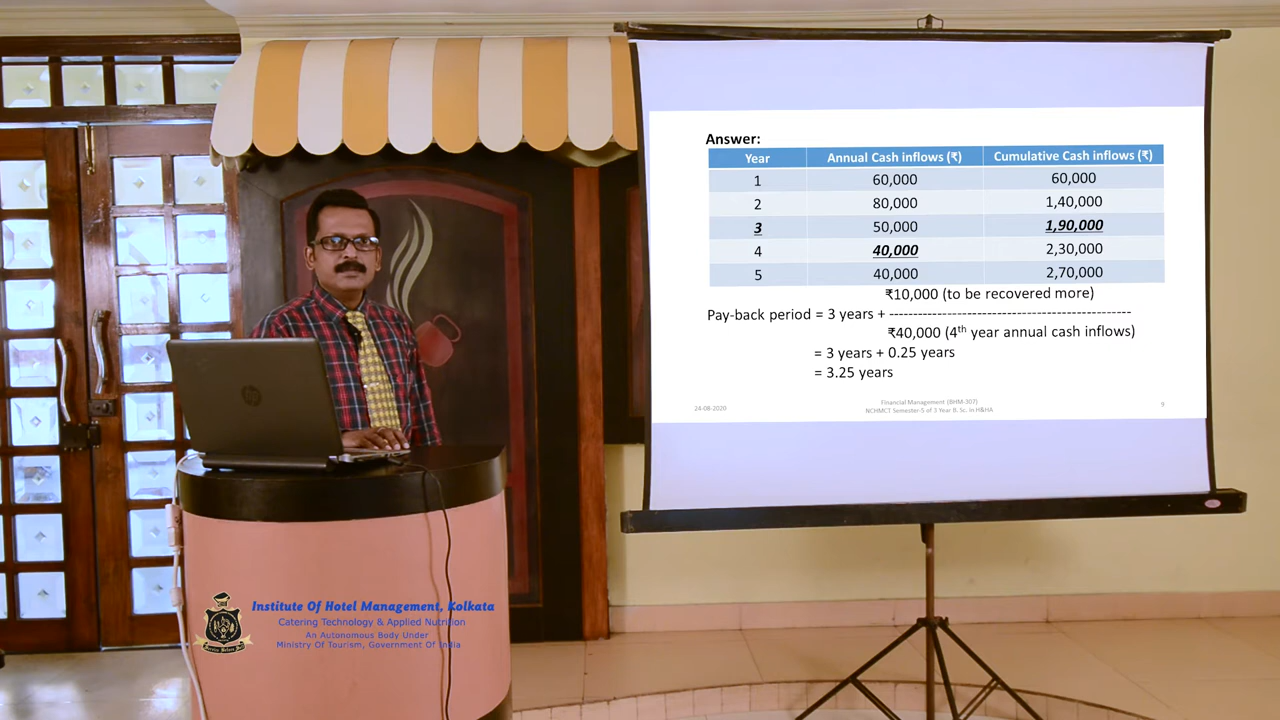 Answer:
Year Annual Cash inflows (₹) Cumulative Cash inflows (₹)
1 60,000 60,000
2 80,000 1,40,000
3 50,000 1,90,000
4 40,000 2,30,000
5 40,000 2,70,000
₹10,000 (to be recovered more)
Pay-back period = 3 years + --------------------------------------------------
₹40,000 (4th year annual cash inflows)
= 3 years + 0.25 years
= 3.25 years
24-08-2020
Financial Management (BHM-307)
NCHMCT Semester-5 of 3 Year B. Sc. in H&HA
9
hp
Institute Of Hotel Management, Kolkata
Catering Technology & Applied Nutrition
An Autonomous Body Under
Ministry Of Tourism, Government Of India